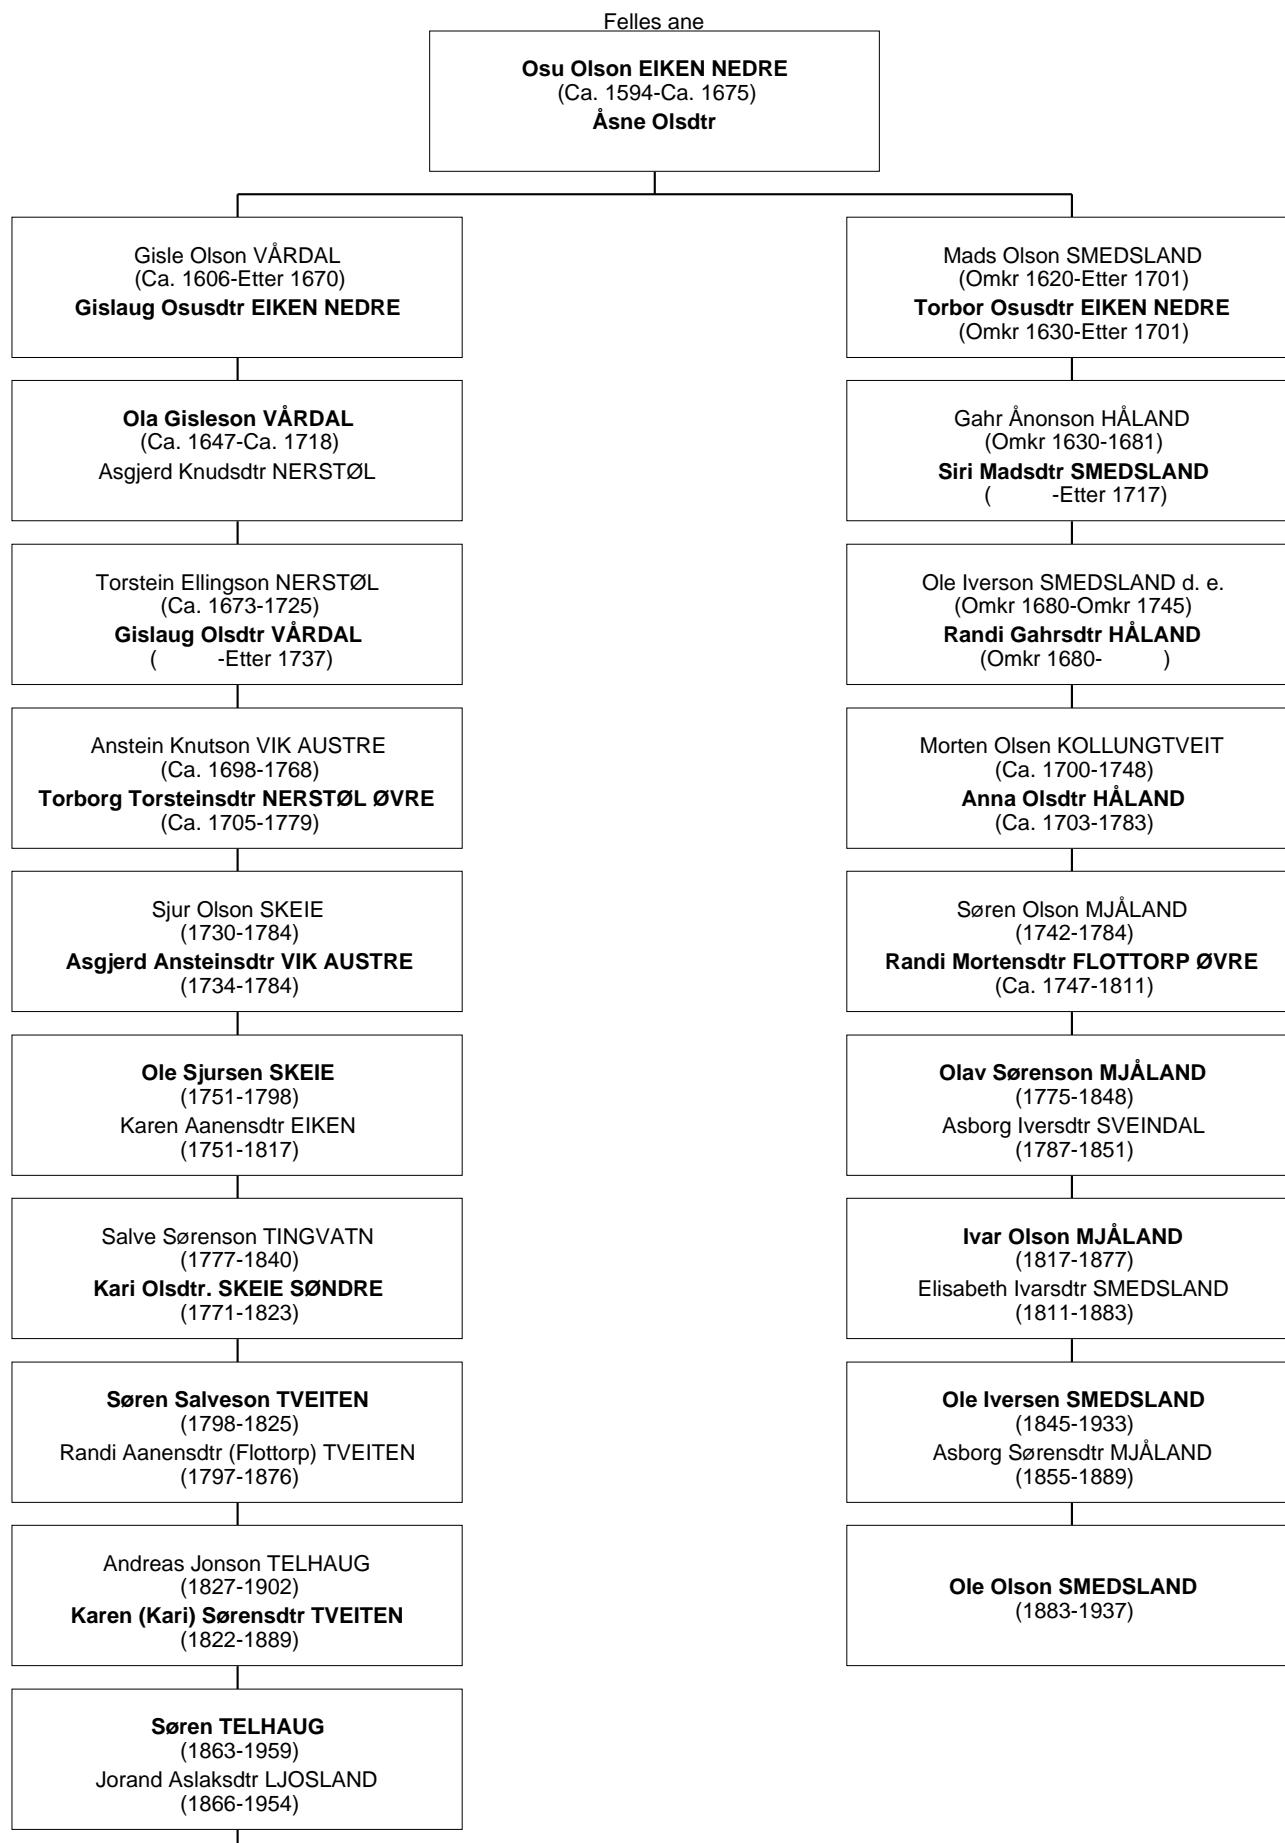 Felles ane
Osu Olson EIKEN NEDRE
(Ca. 1594-Ca. 1675)
Åsne Olsdtr
Gisle Olson VÅRDAL
(Ca. 1606-Etter 1670)
Gislaug Osusdtr EIKEN NEDRE
Mads Olson SMEDSLAND
(Omkr 1620-Etter 1701)
Torbor Osusdtr EIKEN NEDRE
(Omkr 1630-Etter 1701)
Ola Gisleson VÅRDAL
(Ca. 1647-Ca. 1718)
Asgjerd Knudsdtr NERSTØL
Gahr Ånonson HÅLAND
(Omkr 1630-1681)
Siri Madsdtr SMEDSLAND
(          -Etter 1717)
Torstein Ellingson NERSTØL
(Ca. 1673-1725)
Gislaug Olsdtr VÅRDAL
(          -Etter 1737)
Ole Iverson SMEDSLAND d. e.
(Omkr 1680-Omkr 1745)
Randi Gahrsdtr HÅLAND
(Omkr 1680-          )
Anstein Knutson VIK AUSTRE
(Ca. 1698-1768)
Torborg Torsteinsdtr NERSTØL ØVRE
(Ca. 1705-1779)
Morten Olsen KOLLUNGTVEIT
(Ca. 1700-1748)
Anna Olsdtr HÅLAND
(Ca. 1703-1783)
Sjur Olson SKEIE
(1730-1784)
Asgjerd Ansteinsdtr VIK AUSTRE
(1734-1784)
Søren Olson MJÅLAND
(1742-1784)
Randi Mortensdtr FLOTTORP ØVRE
(Ca. 1747-1811)
Ole Sjursen SKEIE
(1751-1798)
Karen Aanensdtr EIKEN
(1751-1817)
Olav Sørenson MJÅLAND
(1775-1848)
Asborg Iversdtr SVEINDAL
(1787-1851)
Salve Sørenson TINGVATN
(1777-1840)
Kari Olsdtr. SKEIE SØNDRE
(1771-1823)
Ivar Olson MJÅLAND
(1817-1877)
Elisabeth Ivarsdtr SMEDSLAND
(1811-1883)
Søren Salveson TVEITEN
(1798-1825)
Randi Aanensdtr (Flottorp) TVEITEN
(1797-1876)
Ole Iversen SMEDSLAND
(1845-1933)
Asborg Sørensdtr MJÅLAND
(1855-1889)
Andreas Jonson TELHAUG
(1827-1902)
Karen (Kari) Sørensdtr TVEITEN
(1822-1889)
Ole Olson SMEDSLAND
(1883-1937)
Søren TELHAUG
(1863-1959)
Jorand Aslaksdtr LJOSLAND
(1866-1954)